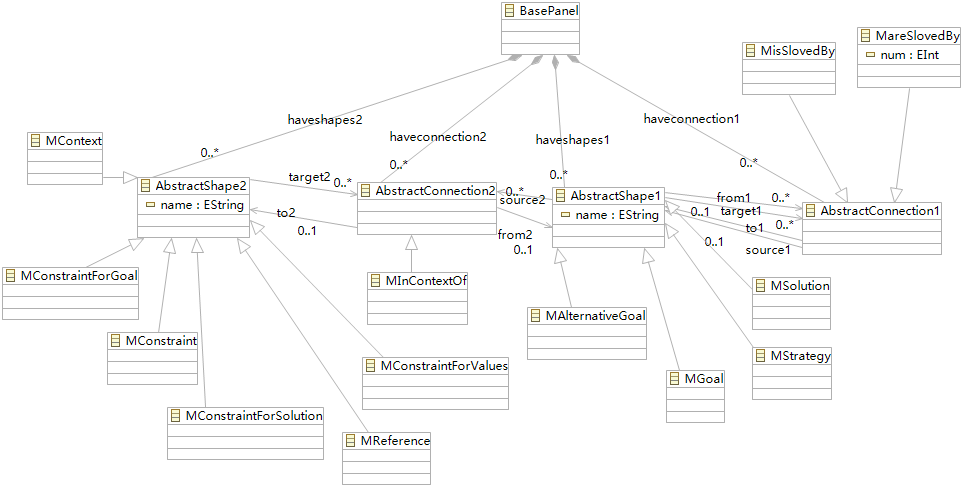 BasePanel
MareSlovedBy
num : EInt
MisSlovedBy
haveshapes2
haveconnection2
haveshapes1
haveconnection1
MContext
0..*
0..*
0..*
0..*
AbstractShape2
name : EString
target2
0..*
AbstractConnection2
0..*
source2
AbstractShape1
name : EString
from1
0..*
AbstractConnection1
to2
0..1
0..1
target1
0..*
to1
from2
0..1
0..1
source1
MConstraintForGoal
MInContextOf
MSolution
MAlternativeGoal
MConstraint
MConstraintForValues
MStrategy
MGoal
MConstraintForSolution
MReference